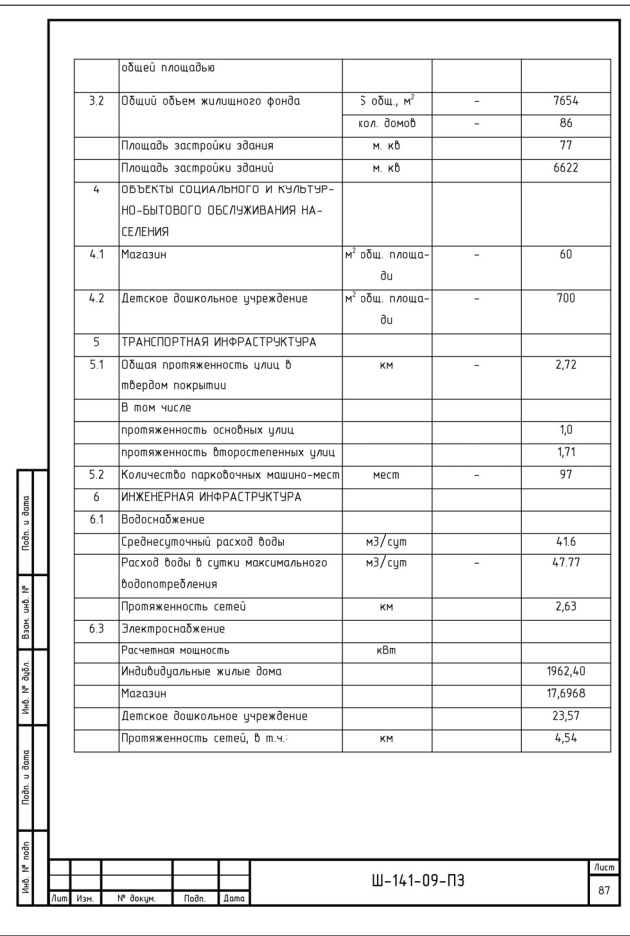 общей площадью
3.2 Общий объем жилищного фонда S общ., м² – 7654
кол. домов – 86
Площадь застройки здания м. кв 77
Площадь застройки зданий м. кв 6622
4 ОБЪЕКТЫ СОЦИАЛЬНОГО И КУЛЬТУР-
НО-БЫТОВОГО ОБСЛУЖИВАНИЯ НА-
СЕЛЕНИЯ
4.1 Магазин м² общ. площа- – 60
ди
4.2 Детское дошкольное учреждение м² общ. площа- – 700
ди
5 ТРАНСПОРТНАЯ ИНФРАСТРУКТУРА
5.1 Общая протяженность улиц в км – 2,72
твердом покрытии
В том числе
протяженность основных улиц 1,0
протяженность второстепенных улиц 1,71
5.2 Количество парковочных машино-мест мест – 97
6 ИНЖЕНЕРНАЯ ИНФРАСТРУКТУРА
6.1 Водоснабжение
Среднесуточный расход воды м3/сут 41.6
Расход воды в сутки максимального м3/сут – 47.77
водопотребления
Протяженность сетей км 2,63
6.3 Электроснабжение
Расчетная мощность кВт
Индивидуальные жилые дома 1962,40
Магазин 17,6968
Детское дошкольное учреждение 23,57
Протяженность сетей, в т.ч.: км 4,54
Подп. и дата
Взам. инв. №
Инв. № дубл.
Подп. и дата
Инв. № подп
Лит Изм. № докум. Подп. Дата
Ш-141-09-ПЗ
Лист
87